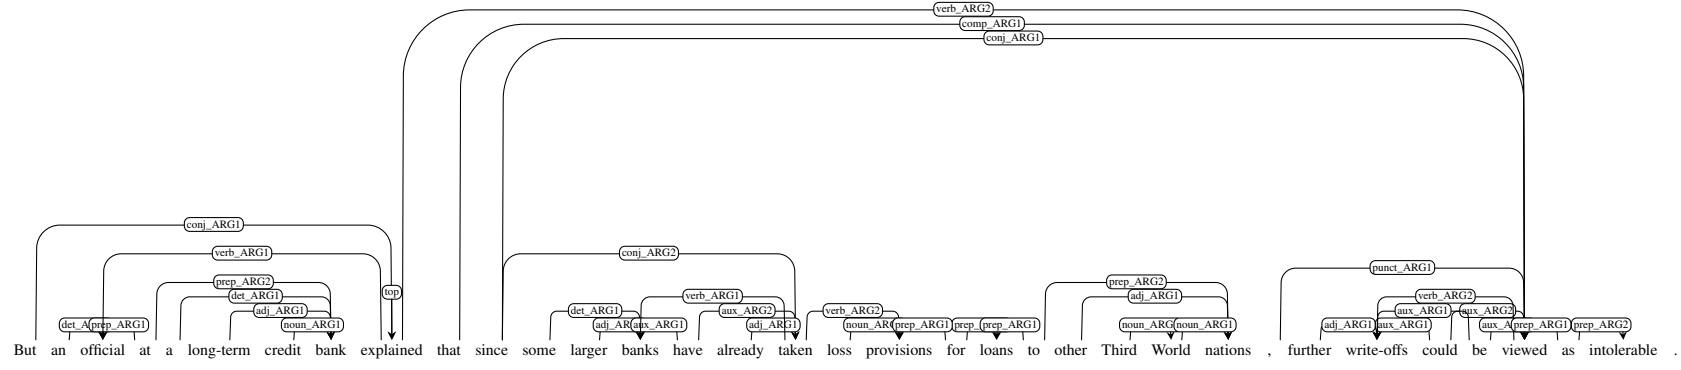 verb_ARG2
comp_ARG1
conj_ARG1
conj_ARG1
verb_ARG1 conj_ARG2
punct_ARG1
prep_ARG2 prep_ARG2
top
det_ARG1 verb_ARG1 adj_ARG1 verb_ARG2
adj_ARG1 det_ARG1 aux_ARG2 verb_ARG2 aux_ARG1 aux_ARG2
prep_ARG1 noun_ARG1 aux_ARG1 adj_ARG1 prep_ARG1 prep_ARG1 noun_ARG1 adj_ARG1 aux_ARG1 prep_ARG1 prep_ARG2
But an official at a long-term credit bank explained that since some larger banks have already taken loss provisions for loans to other Third World nations , further write-offs could be viewed as intolerable .